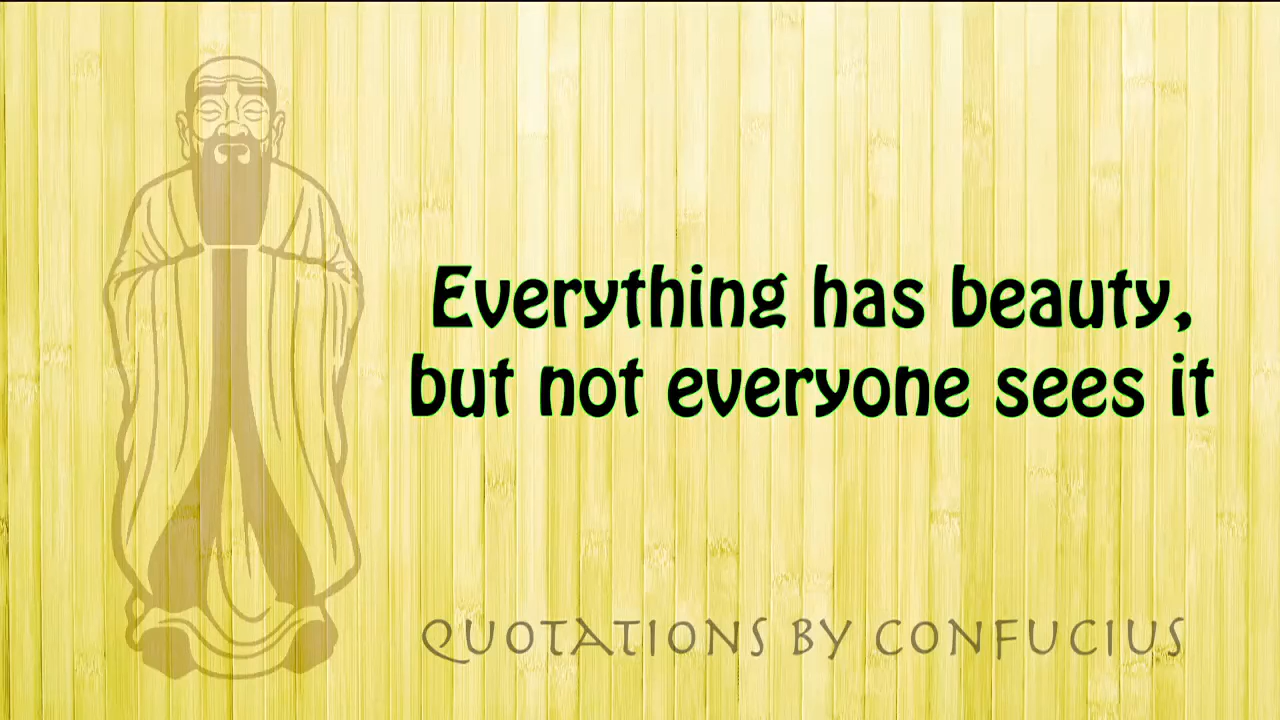 Everything has beauty,
but not everyone sees it
QUOTATIONS BY CONFUCIUS